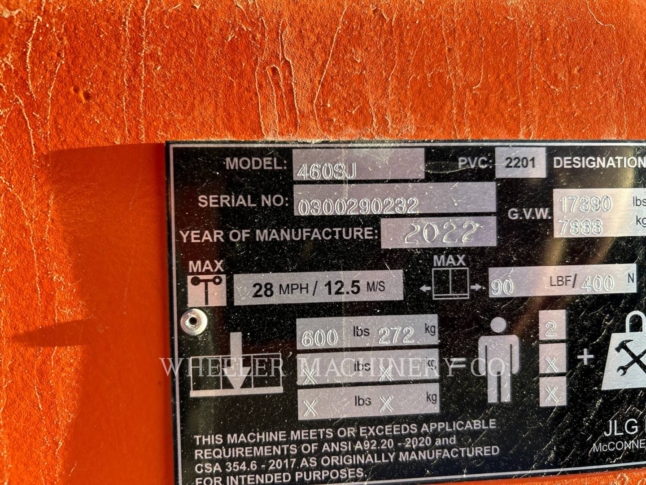 MODEL: 460SJ PVC: 2201 DESIGNATION
SERIAL NO: 0300290232
G.V.W. 17390 lbs
kg
YEAR OF MANUFACTURE: 2022
MAX MAX
28 MPH / 12.5 M/S 90 LBF/ 400 N
600 lbs 272 kg = 2 +
X lbs X kg X
X lbs X kg X
WHEELER MACHINERY CO
THIS MACHINE MEETS OR EXCEEDS APPLICABLE
REQUIREMENTS OF ANSI A92.20 - 2020 and
CSA 354.6 - 2017 AS ORIGINALLY MANUFACTURED
FOR INTENDED PURPOSES.
JLG
McCONNE